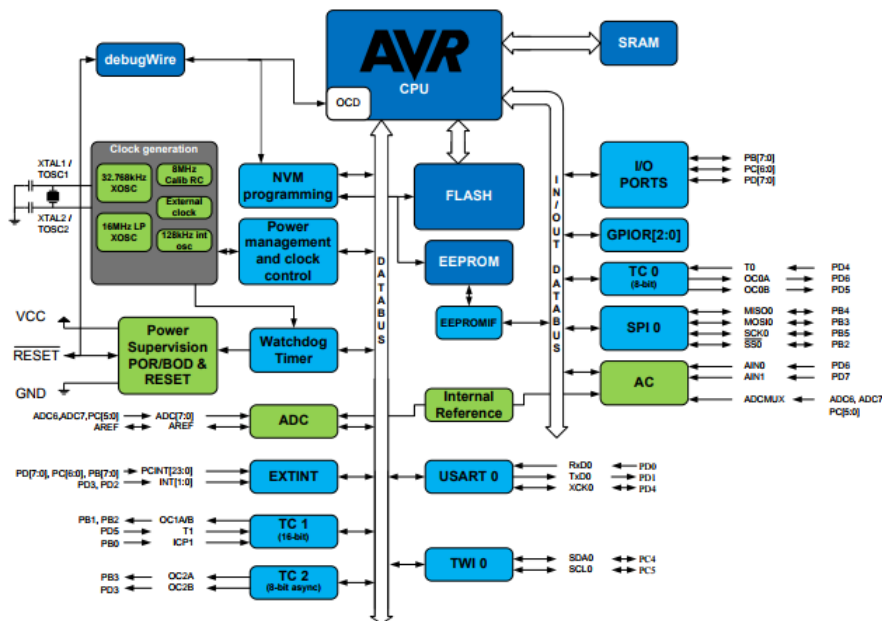 AVR
CPU
OCD
SRAM
debugWire
Clock generation
XTAL1 /
TOSC1
32.768kHz
XOSC
8MHz
Calib RC
External
clock
XTAL2 /
TOSC2
16MHz LP
XOSC
128kHz int
osc
NVM
programming
Power
management
and clock
control
FLASH
EEPROM
EEPROMIF
DATABUS
IN/OUT DATABUS
I/O
PORTS
PB[7:0]
PC[6:0]
PD[7:0]
GPIOR[2:0]
TC 0
(8-bit)
T0 PD4
OC0A PD6
OC0B PD5
SPI 0
MISO0 PB4
MOSI0 PB3
SCK0 PB5
SS0 PB2
VCC
RESET
GND
Power
Supervision
POR/BOD &
RESET
Watchdog
Timer
Internal
Reference
AC
AIN0 PD6
AIN1 PD7
ADCMUX ADC6, ADC7
PC[5:0]
ADC6,ADC7,PC[5:0] ADC[7:0]
AREF AREF
ADC
PD[7:0], PC[6:0], PB[7:0] PCINT[23:0]
PD3, PD2 INT[1:0]
EXTINT
USART 0
RxD0 PD0
TxD0 PD1
XCK0 PD4
PB1, PB2 OC1A/B
PD5 T1
PB0 ICP1
TC 1
(16-bit)
TWI 0
SDA0 PC4
SCL0 PC5
PB3 OC2A
PD3 OC2B
TC 2
(8-bit async)